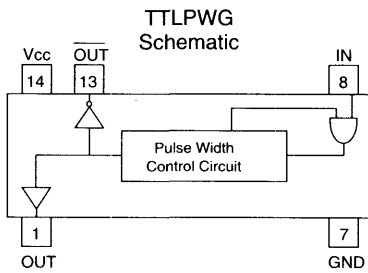 TTLPWG
Schematic
Vcc OUT IN
14 13 8
Pulse Width
Control Circuit
1 7
OUT GND